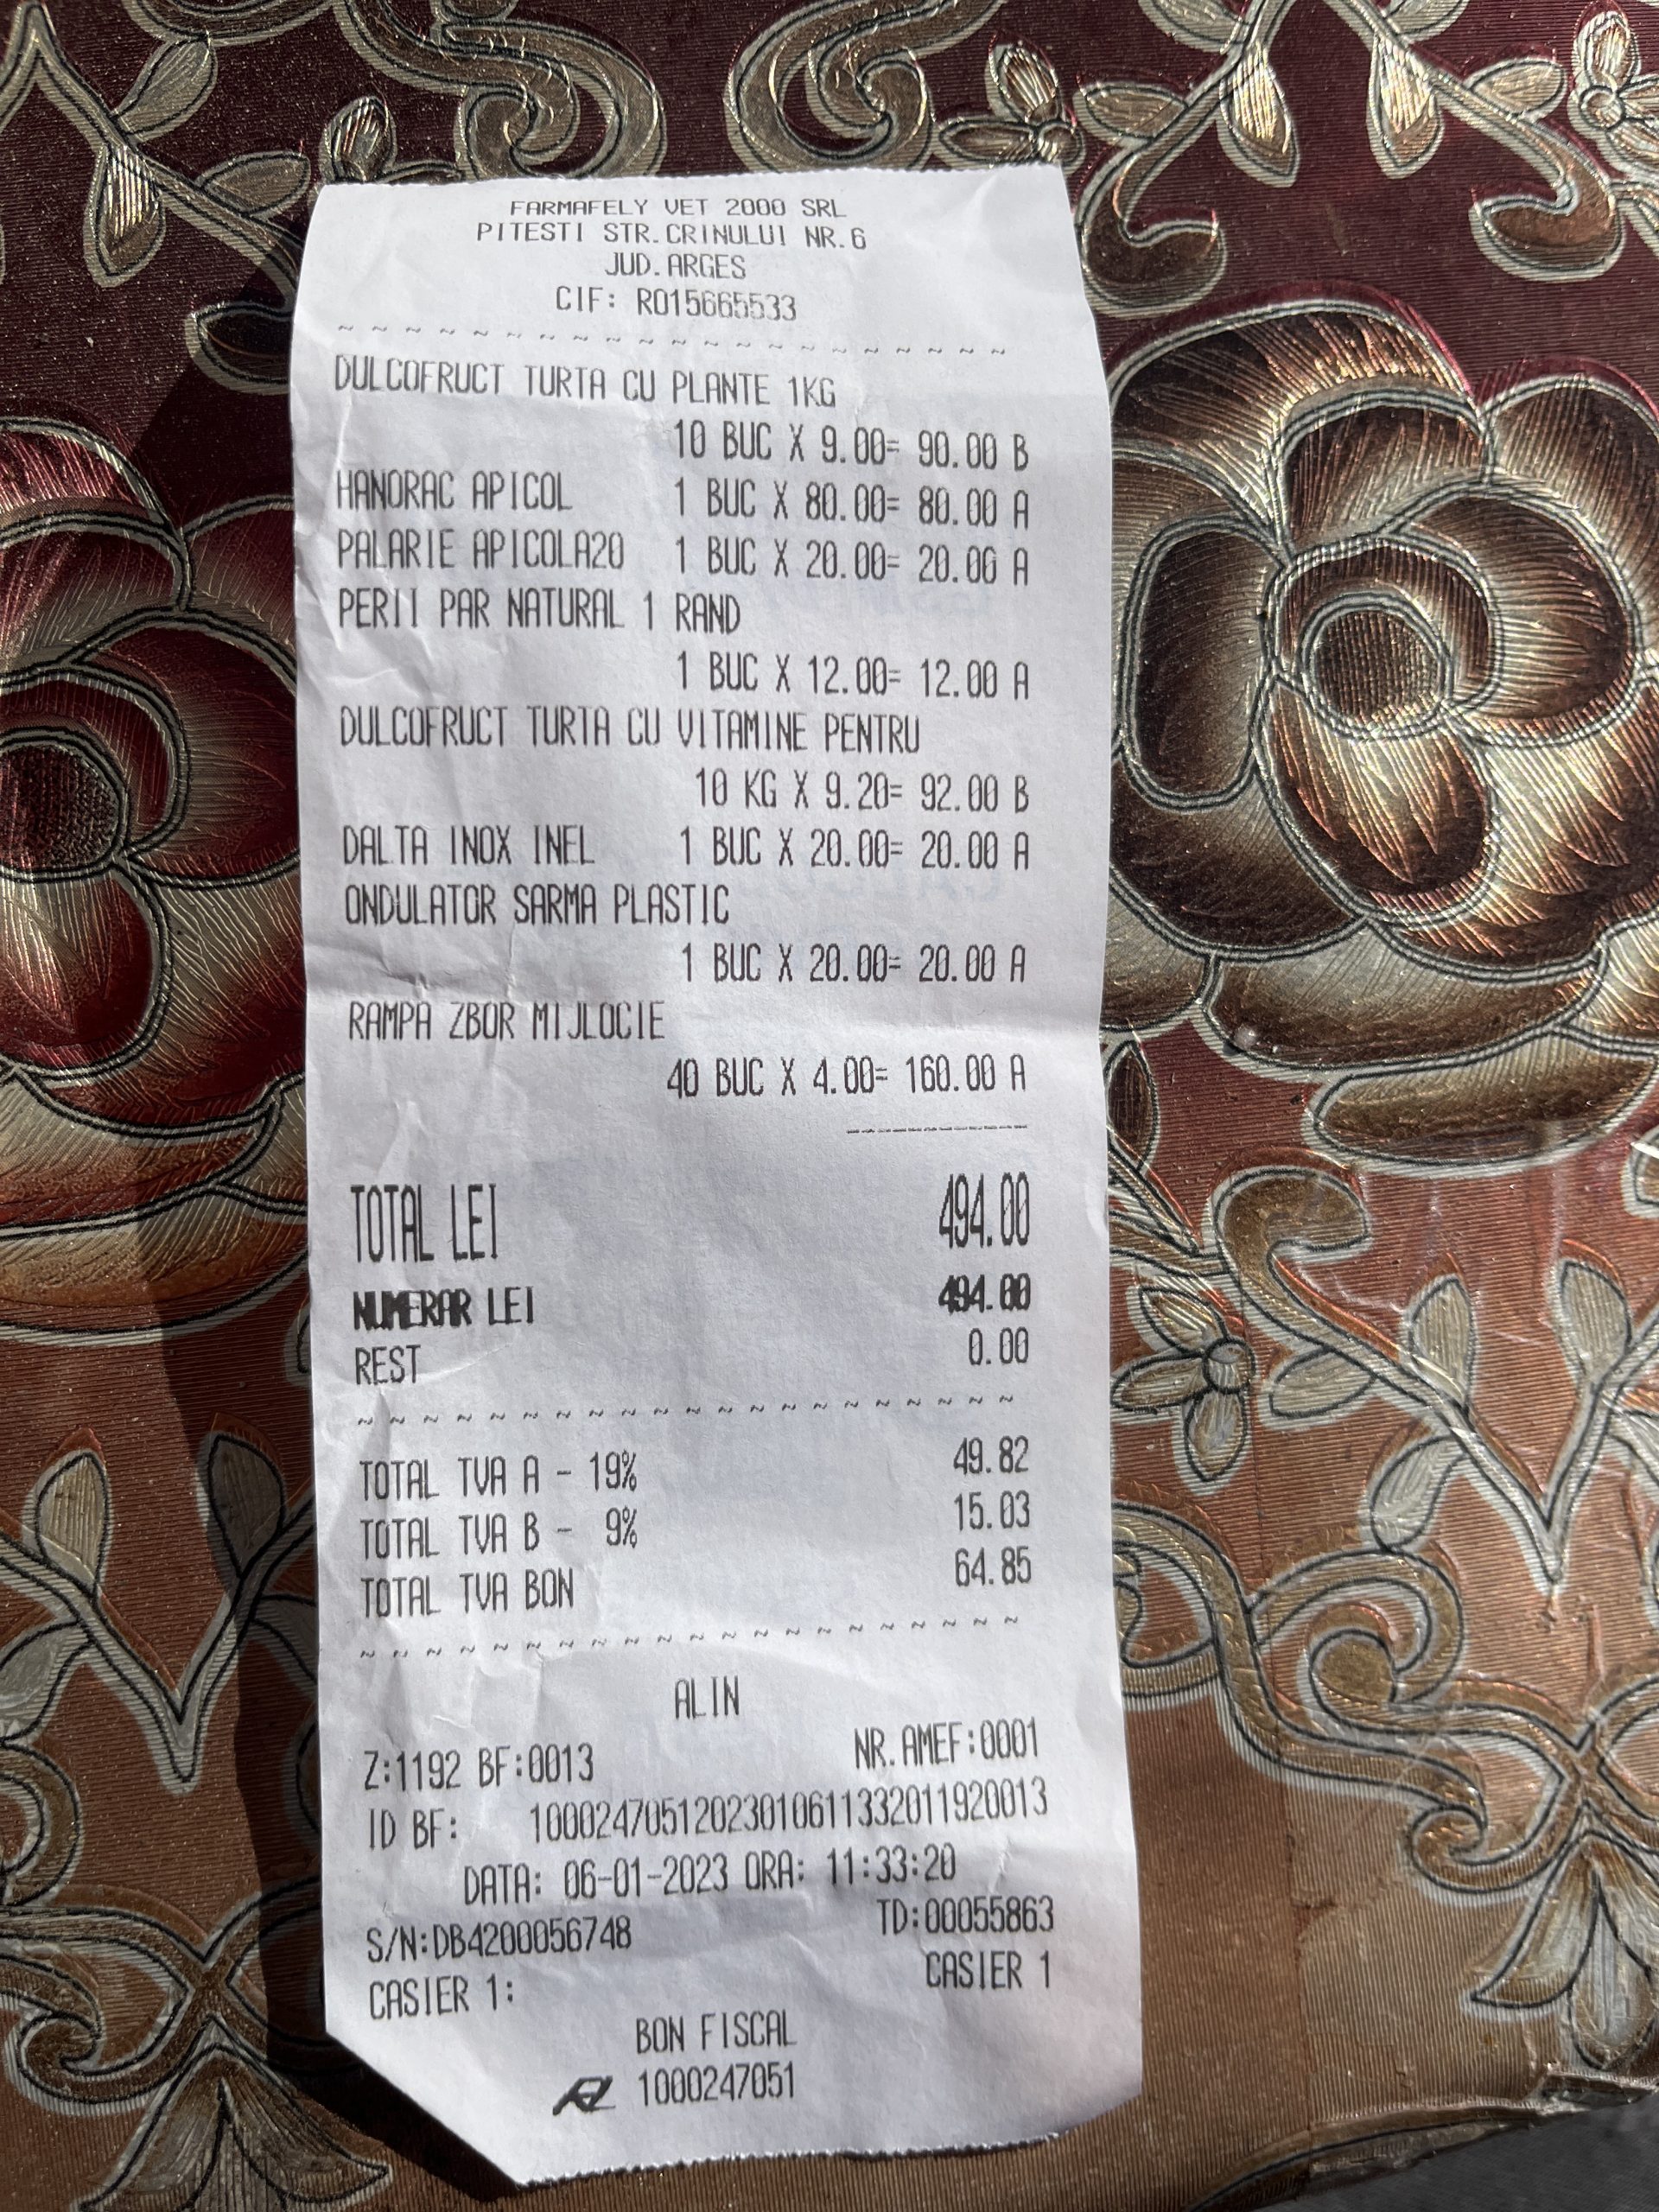 FARMAFELY VET 2000 SRL
PITESTI STR.CRINULUI NR.6
JUD.ARGES
CIF: RO15665533
DULCOFRUCT TURTA CU PLANTE 1KG
10 BUC X 9.00= 90.00 B
HANORAC APICOL 1 BUC X 80.00= 80.00 A
PALARIE APICOLA20 1 BUC X 20.00= 20.00 A
PERII PAR NATURAL 1 RAND
1 BUC X 12.00= 12.00 A
DULCOFRUCT TURTA CU VITAMINE PENTRU
10 KG X 9.20= 92.00 B
DALTA INOX INEL 1 BUC X 20.00= 20.00 A
ONDULATOR SARMA PLASTIC
1 BUC X 20.00= 20.00 A
RAMPA ZBOR MIJLOCIE
40 BUC X 4.00= 160.00 A
TOTAL LEI 494.00
NUMERAR LEI 494.00
REST 0.00
TOTAL TVA A - 19% 49.82
TOTAL TVA B - 9% 15.03
TOTAL TVA BON 64.85
ALIN
Z:1192 BF:0013 NR.AMEF:0001
ID BF: 10002470512023010611332011920013
DATA: 06-01-2023 ORA: 11:33:20
S/N:DB4200056748 TD:00055863
CASIER 1: CASIER 1
BON FISCAL
1000247051